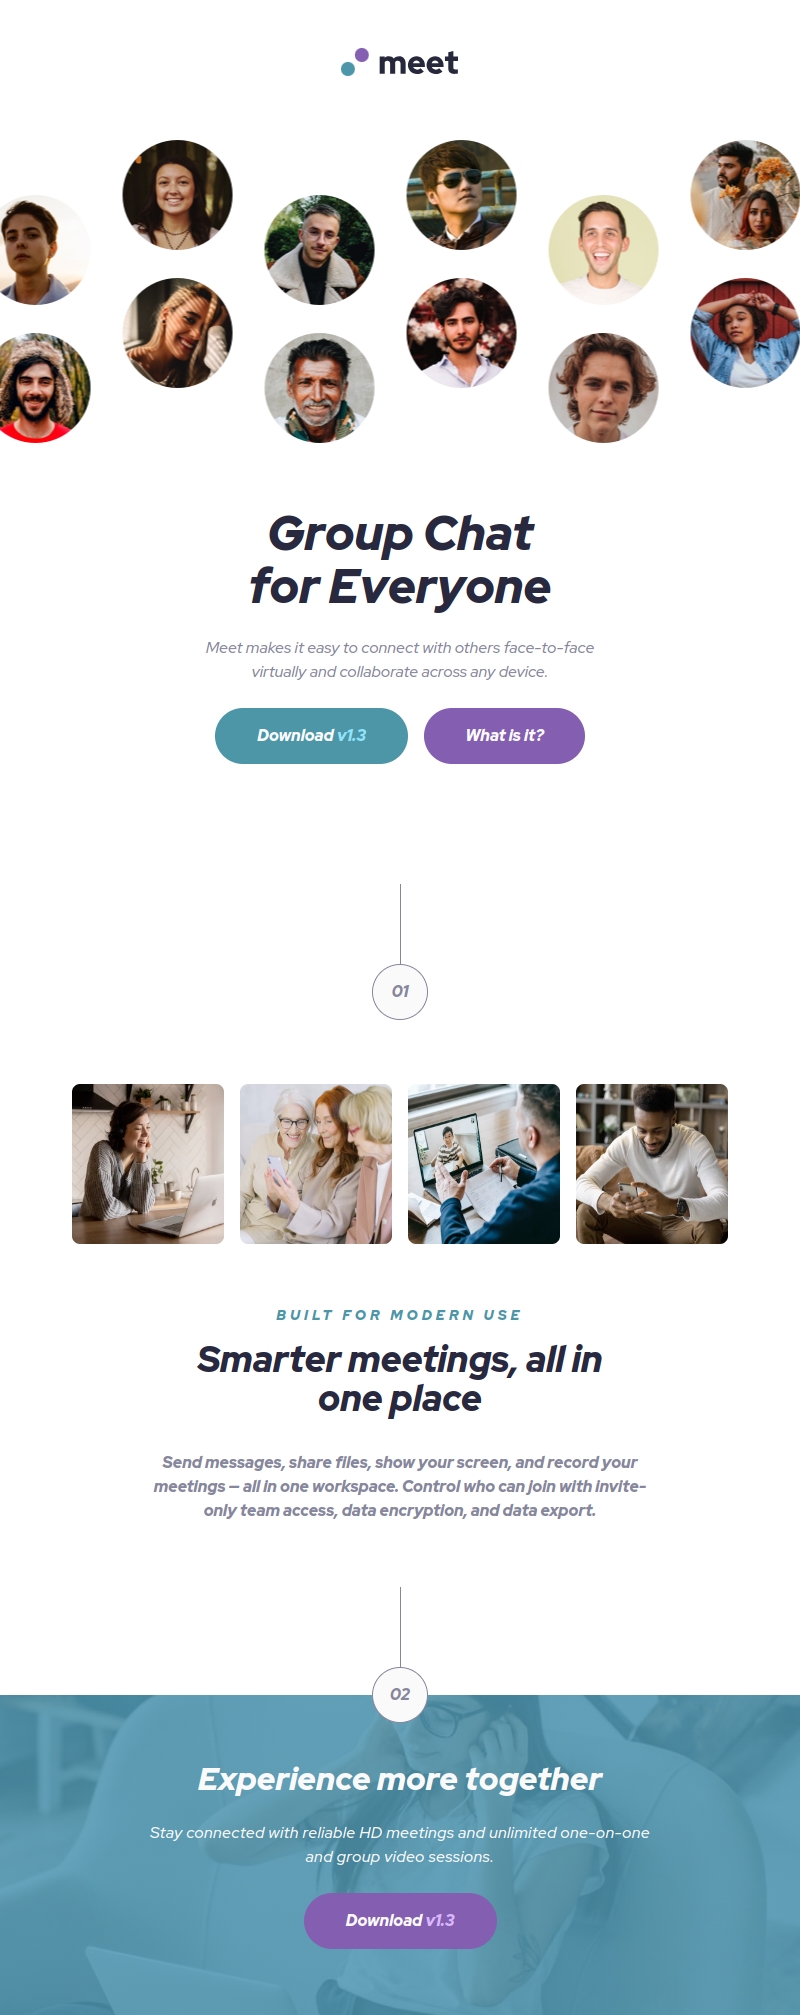 meet
Group Chat
for Everyone
Meet makes it easy to connect with others face-to-face
virtually and collaborate across any device.
Download v1.3
What is it?
01
BUILT FOR MODERN USE
Smarter meetings, all in
one place
Send messages, share files, show your screen, and record your
meetings — all in one workspace. Control who can join with invite-
only team access, data encryption, and data export.
02
Experience more together
Stay connected with reliable HD meetings and unlimited one-on-one
and group video sessions.
Download v1.3